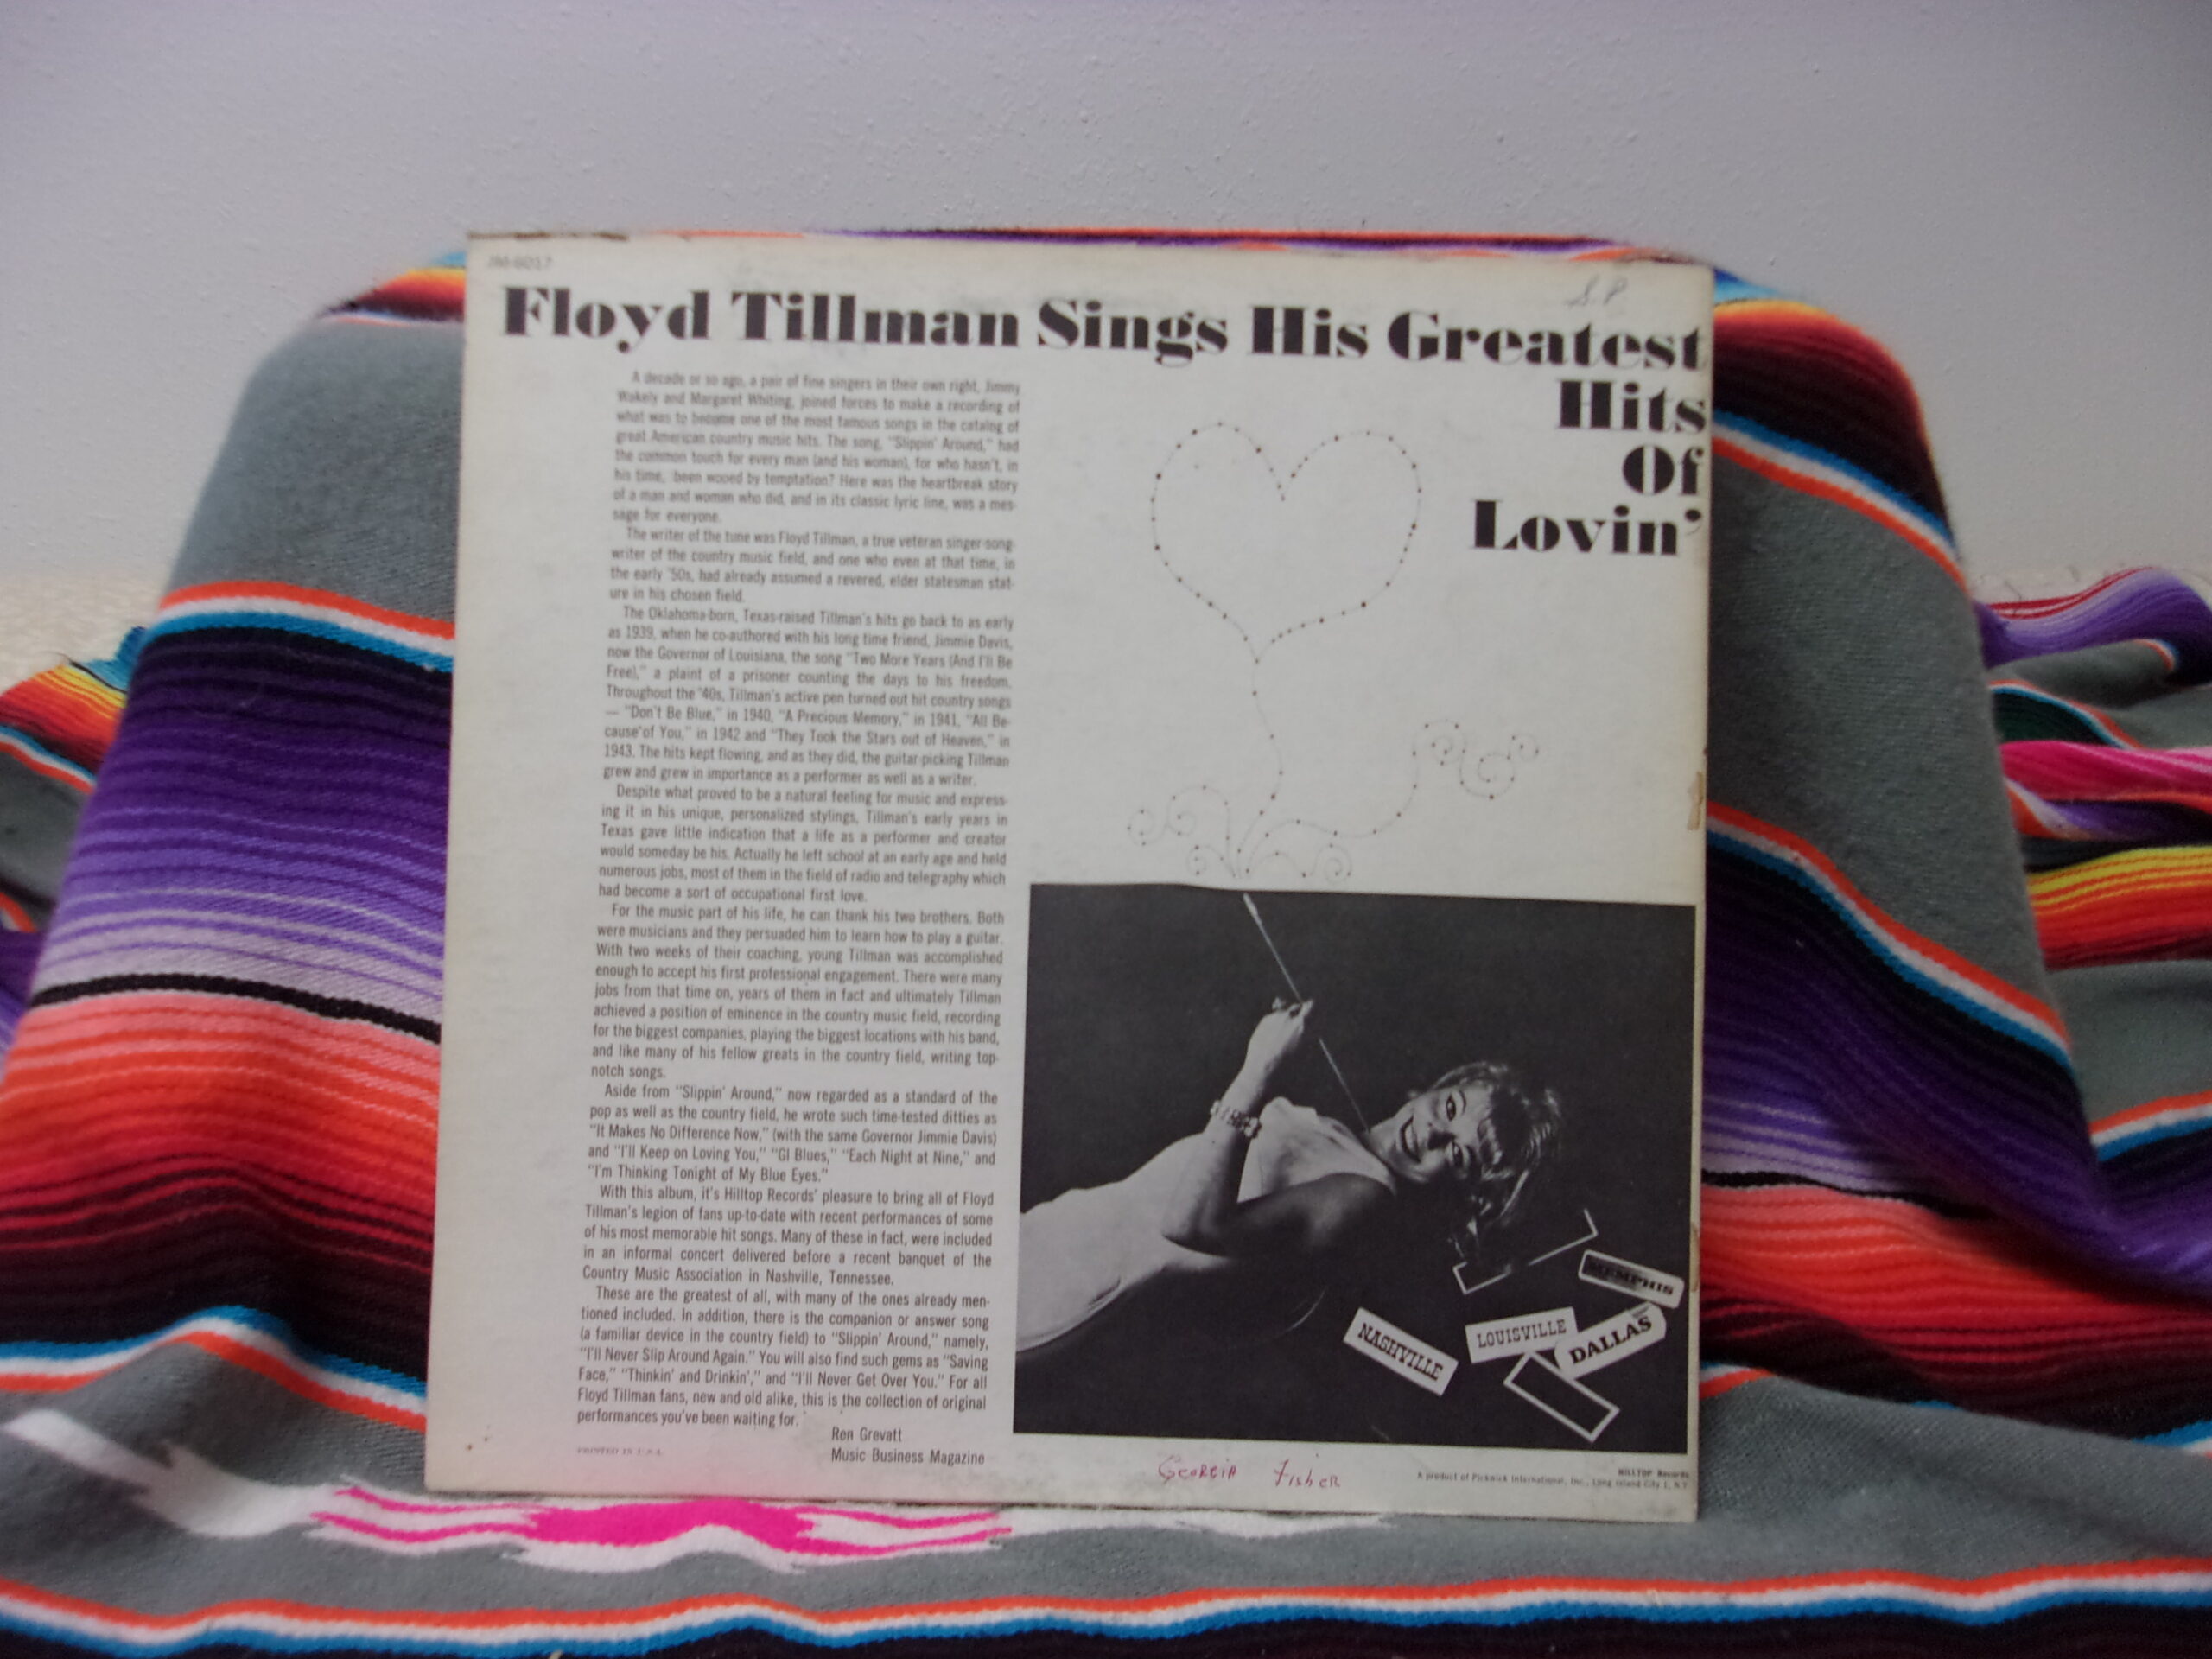 JM-6017
S.P
Floyd Tillman Sings His Greatest
Hits
Of
Lovin'
A decade or so ago, a pair of fine singers in their own right, Jimmy
Wakely and Margaret Whiting, joined forces to make a recording of
what was to become one of the most famous songs in the catalog of
great American country music hits. The song, "Slippin' Around," had
the common touch for every man (and his woman), for who hasn't, in
his time, been wooed by temptation? Here was the heartbreak story
of a man and woman who did, and in its classic lyric line, was a mes-
sage for everyone.
The writer of the tune was Floyd Tillman, a true veteran singer-song-
writer of the country music field, and one who even at that time, in
the early '50s, had already assumed a revered, elder statesman stat-
ure in his chosen field.
The Oklahoma-born, Texas-raised Tillman's hits go back to as early
as 1939, when he co-authored with his long time friend, Jimmie Davis,
now the Governor of Louisiana, the song "Two More Years (And I'll Be
Free)," a plaint of a prisoner counting the days to his freedom.
Throughout the '40s, Tillman's active pen turned out hit country songs
— "Don't Be Blue," in 1940, "A Precious Memory," in 1941, "All Be-
cause of You," in 1942 and "They Took the Stars out of Heaven," in
1943. The hits kept flowing, and as they did, the guitar-picking Tillman
grew and grew in importance as a performer as well as a writer.
Despite what proved to be a natural feeling for music and express-
ing it in his unique, personalized stylings, Tillman's early years in
Texas gave little indication that a life as a performer and creator
would someday be his. Actually he left school at an early age and held
numerous jobs, most of them in the field of radio and telegraphy which
had become a sort of occupational first love.
For the music part of his life, he can thank his two brothers. Both
were musicians and they persuaded him to learn how to play a guitar.
With two weeks of their coaching, young Tillman was accomplished
enough to accept his first professional engagement. There were many
jobs from that time on, years of them in fact and ultimately Tillman
achieved a position of eminence in the country music field, recording
for the biggest companies, playing the biggest locations with his band,
and like many of his fellow greats in the country field, writing top-
notch songs.
Aside from "Slippin' Around," now regarded as a standard of the
pop as well as the country field, he wrote such time-tested ditties as
"It Makes No Difference Now," (with the same Governor Jimmie Davis)
and "I'll Keep on Loving You," "GI Blues," "Each Night at Nine," and
"I'm Thinking Tonight of My Blue Eyes."
With this album, it's Hilltop Records' pleasure to bring all of Floyd
Tillman's legion of fans up-to-date with recent performances of some
of his most memorable hit songs. Many of these in fact, were included
in an informal concert delivered before a recent banquet of the
Country Music Association in Nashville, Tennessee.
These are the greatest of all, with many of the ones already men-
tioned included. In addition, there is the companion or answer song
(a familiar device in the country field) to "Slippin' Around," namely,
"I'll Never Slip Around Again." You will also find such gems as "Saving
Face," "Thinkin' and Drinkin'," and "I'll Never Get Over You." For all
Floyd Tillman fans, new and old alike, this is the collection of original
performances you've been waiting for.
Ren Grevatt
Music Business Magazine
PRINTED IN U.S.A.
MEMPHIS
NASHVILLE
LOUISVILLE
DALLAS
Georgia Fisher
HILLTOP Records
A product of Pickwick International, Inc., Long Island City 1, N.Y.